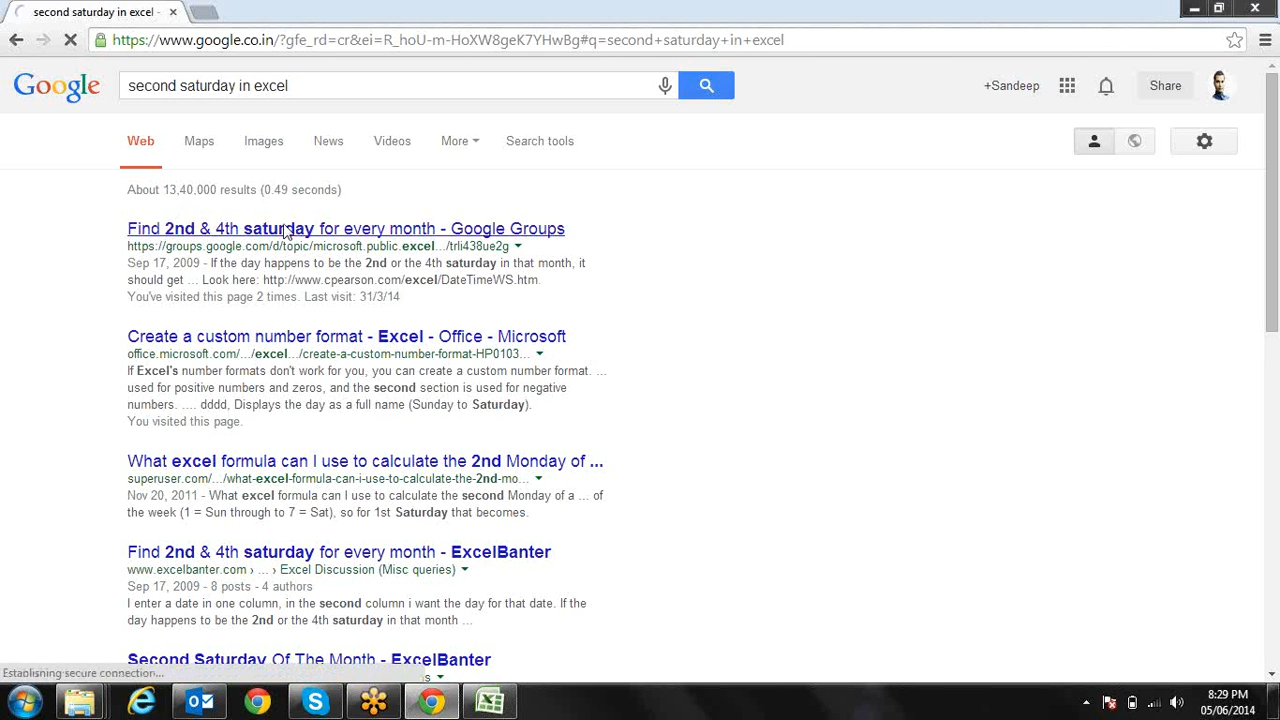 second saturday in excel -
https://www.google.co.in/?gfe_rd=cr&ei=R_hoU-m-HoXW8geK7YHwBg#q=second+saturday+in+excel
Google
second saturday in excel
+Sandeep
Share
Web
Maps
Images
News
Videos
More
Search tools
About 13,40,000 results (0.49 seconds)
Find 2nd & 4th saturday for every month - Google Groups
https://groups.google.com/d/topic/microsoft.public.excel.../trli438ue2g
Sep 17, 2009 - If the day happens to be the 2nd or the 4th saturday in that month, it
should get ... Look here: http://www.cpearson.com/excel/DateTimeWS.htm.
You've visited this page 2 times. Last visit: 31/3/14
Create a custom number format - Excel - Office - Microsoft
office.microsoft.com/.../excel.../create-a-custom-number-format-HP0103...
If Excel's number formats don't work for you, you can create a custom number format. ...
used for positive numbers and zeros, and the second section is used for negative
numbers. .... dddd, Displays the day as a full name (Sunday to Saturday).
You visited this page.
What excel formula can I use to calculate the 2nd Monday of ...
superuser.com/.../what-excel-formula-can-i-use-to-calculate-the-2nd-mo...
Nov 20, 2011 - What excel formula can I use to calculate the second Monday of a ... of
the week (1 = Sun through to 7 = Sat), so for 1st Saturday that becomes.
Find 2nd & 4th saturday for every month - ExcelBanter
www.excelbanter.com › ... › Excel Discussion (Misc queries)
Sep 17, 2009 - 8 posts - 4 authors
I enter a date in one column, in the second column i want the day for that date. If the
day happens to be the 2nd or the 4th saturday in that month ...
Second Saturday Of The Month - ExcelBanter
Establishing secure connection...
8:29 PM
05/06/2014